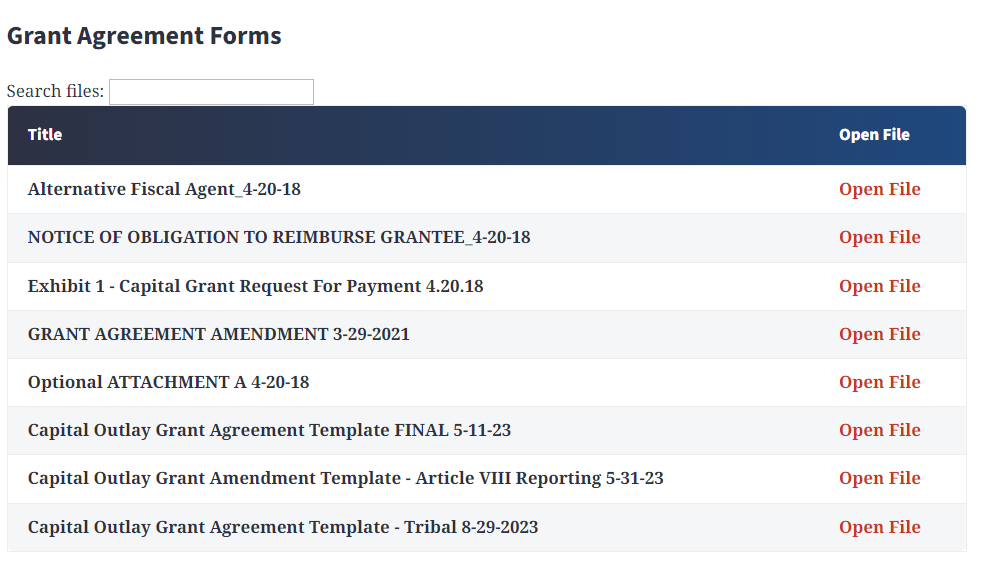 Grant Agreement Forms
Search files:
Title Open File
Alternative Fiscal Agent_4-20-18 Open File
NOTICE OF OBLIGATION TO REIMBURSE GRANTEE_4-20-18 Open File
Exhibit 1 - Capital Grant Request For Payment 4.20.18 Open File
GRANT AGREEMENT AMENDMENT 3-29-2021 Open File
Optional ATTACHMENT A 4-20-18 Open File
Capital Outlay Grant Agreement Template FINAL 5-11-23 Open File
Capital Outlay Grant Amendment Template - Article VIII Reporting 5-31-23 Open File
Capital Outlay Grant Agreement Template - Tribal 8-29-2023 Open File